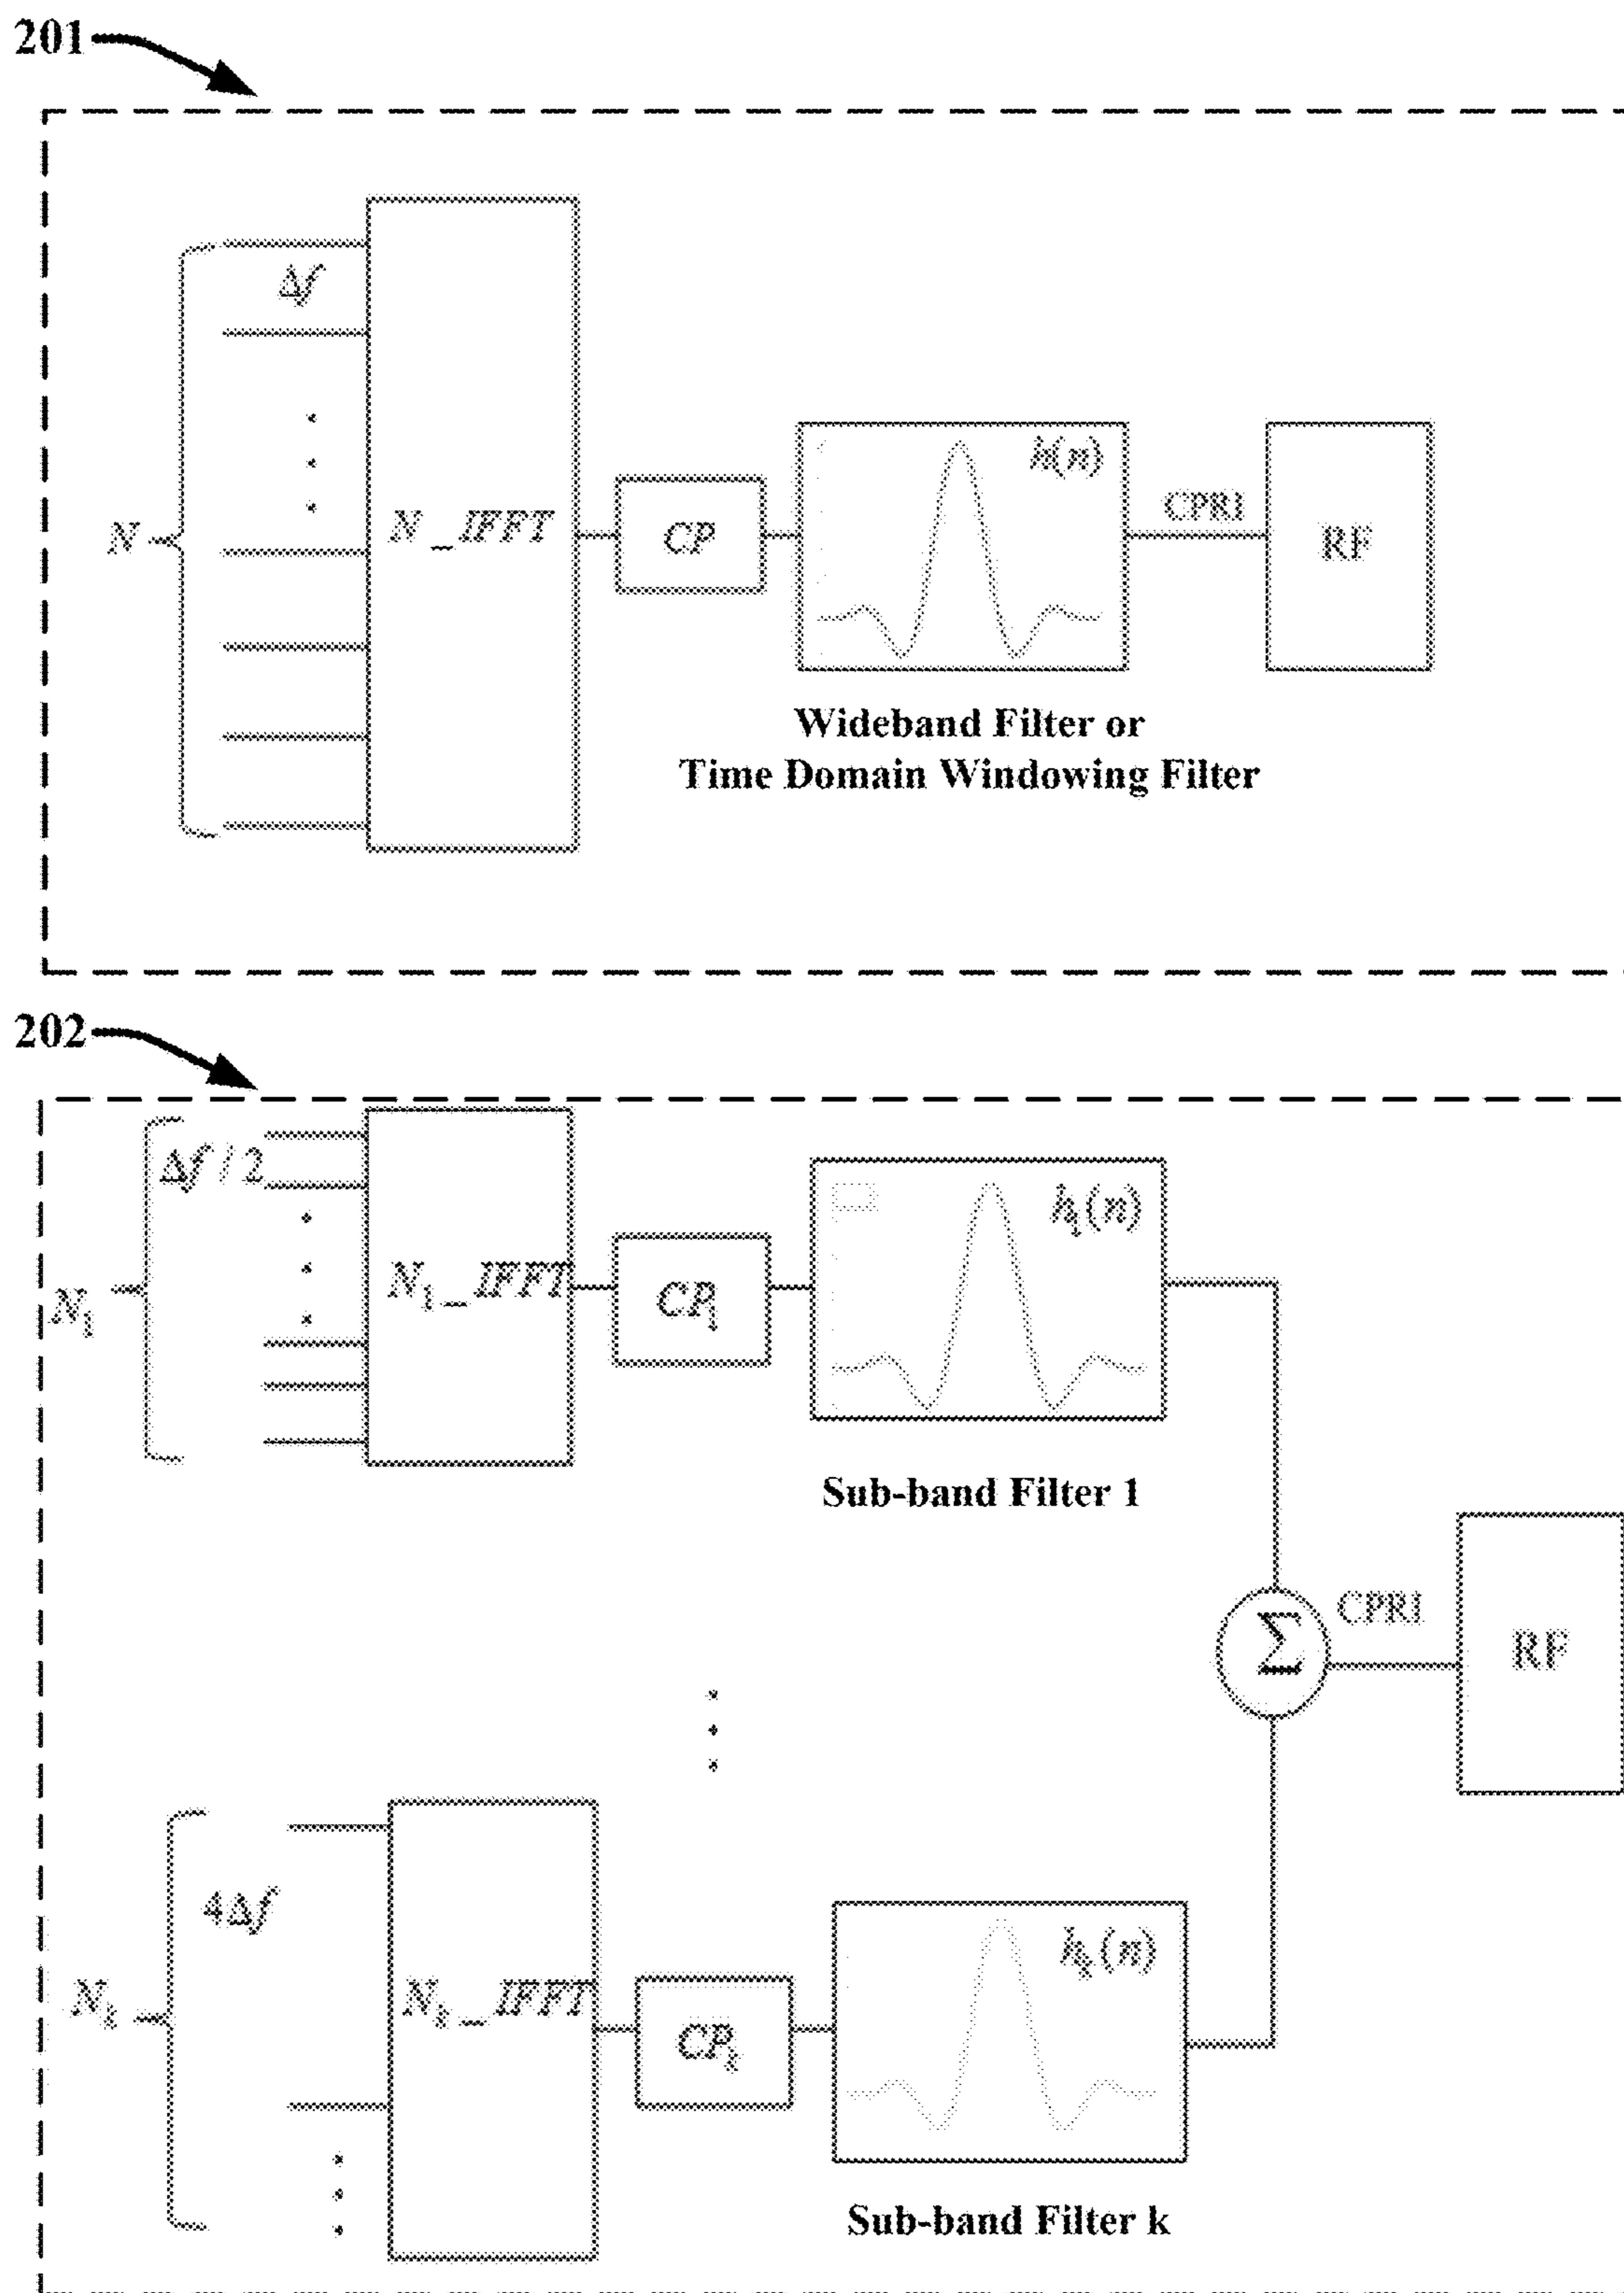 201
Δf
N
N_IFFT
CP
h(n)
CPRI
RF
Wideband Filter or
Time Domain Windowing Filter
202
Δf / 2
N₁
N₁_IFFT
CP₁
h₁(n)
Sub-band Filter 1
Σ
CPRI
RF
4Δf
Nₖ
Nₖ_IFFT
CPₖ
hₖ(n)
Sub-band Filter k